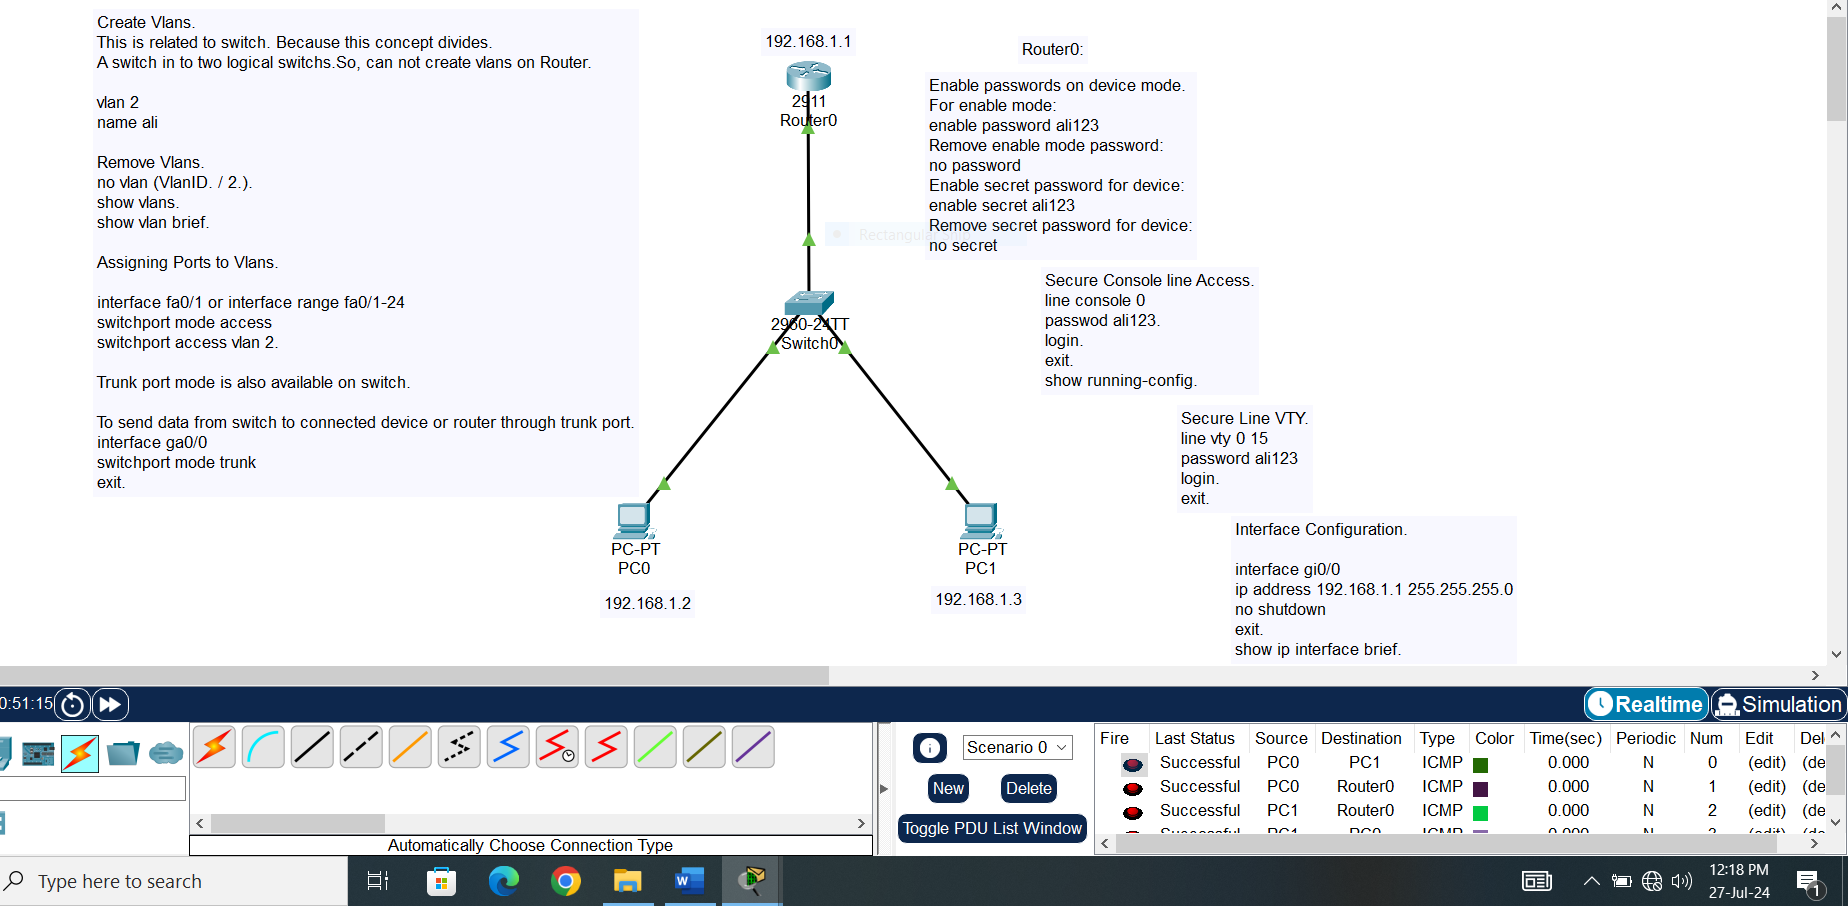 Create Vlans.
This is related to switch. Because this concept divides.
A switch in to two logical switchs.So, can not create vlans on Router.
vlan 2
name ali
Remove Vlans.
no vlan (VlanID. / 2.).
show vlans.
show vlan brief.
Assigning Ports to Vlans.
interface fa0/1 or interface range fa0/1-24
switchport mode access
switchport access vlan 2.
Trunk port mode is also available on switch.
To send data from switch to connected device or router through trunk port.
interface ga0/0
switchport mode trunk
exit.
192.168.1.1
2911
Router0
2960-24TT
Switch0
PC-PT
PC0
192.168.1.2
PC-PT
PC1
192.168.1.3
Router0:
Enable passwords on device mode.
For enable mode:
enable password ali123
Remove enable mode password:
no password
Enable secret password for device:
enable secret ali123
Remove secret password for device:
no secret
Rectangular
Secure Console line Access.
line console 0
passwod ali123.
login.
exit.
show running-config.
Secure Line VTY.
line vty 0 15
password ali123
login.
exit.
Interface Configuration.
interface gi0/0
ip address 192.168.1.1 255.255.255.0
no shutdown
exit.
show ip interface brief.
0:51:15
Realtime
Simulation
Automatically Choose Connection Type
Scenario 0
New
Delete
Toggle PDU List Window
Fire Last Status Source Destination Type Color Time(sec) Periodic Num Edit Del
Successful PC0 PC1 ICMP 0.000 N 0 (edit) (de
Successful PC0 Router0 ICMP 0.000 N 1 (edit) (de
Successful PC1 Router0 ICMP 0.000 N 2 (edit) (de
Type here to search
12:18 PM
27-Jul-24
1